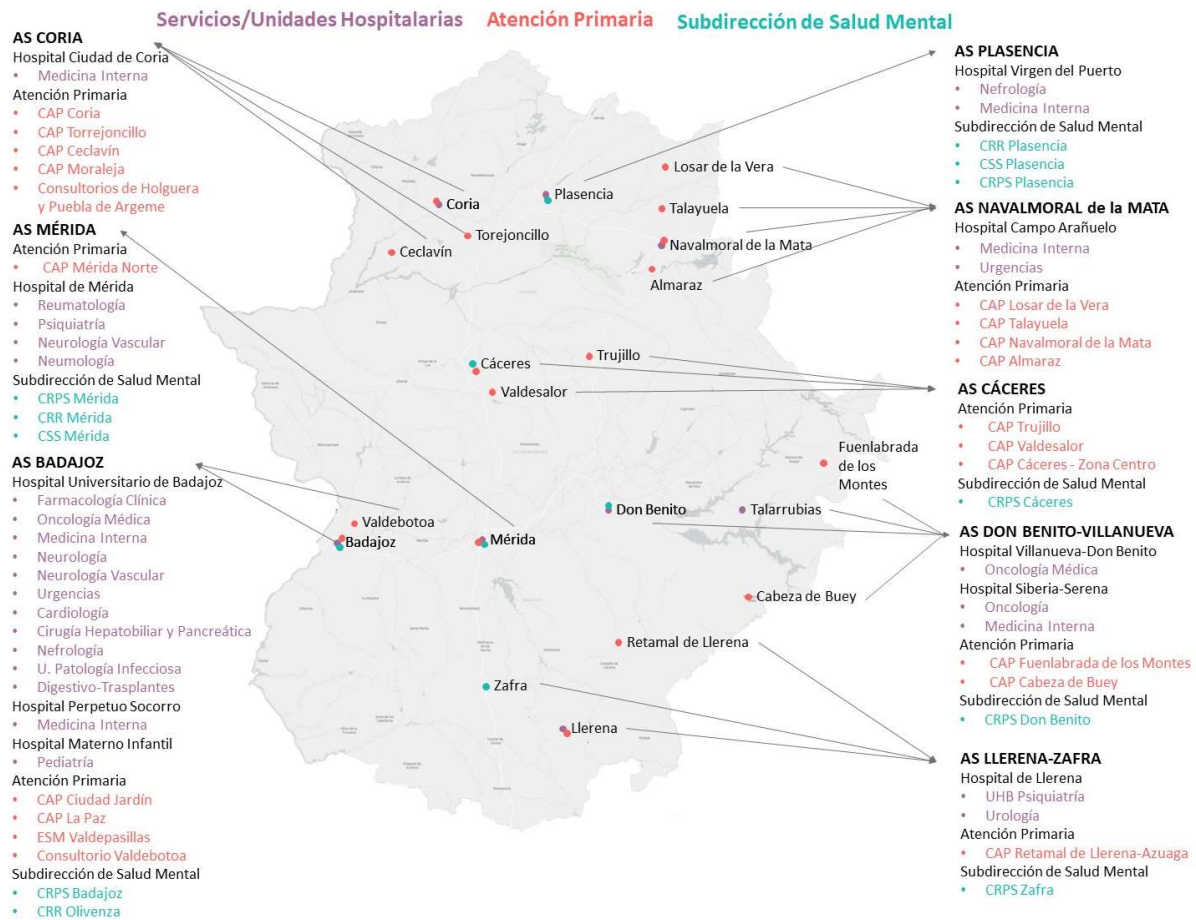 Servicios/Unidades Hospitalarias
Atención Primaria
Subdirección de Salud Mental
AS CORIA
Hospital Ciudad de Coria
• Medicina Interna
Atención Primaria
• CAP Coria
• CAP Torrejoncillo
• CAP Ceclavín
• CAP Moraleja
• Consultorios de Holguera
y Puebla de Argeme
AS MÉRIDA
Atención Primaria
• CAP Mérida Norte
Hospital de Mérida
• Reumatología
• Psiquiatría
• Neurología Vascular
• Neumología
Subdirección de Salud Mental
• CRPS Mérida
• CRR Mérida
• CSS Mérida
AS BADAJOZ
Hospital Universitario de Badajoz
• Farmacología Clínica
• Oncología Médica
• Medicina Interna
• Neurología
• Neurología Vascular
• Urgencias
• Cardiología
• Cirugía Hepatobiliar y Pancreática
• Nefrología
• U. Patología Infecciosa
• Digestivo-Trasplantes
Hospital Perpetuo Socorro
• Medicina Interna
Hospital Materno Infantil
• Pediatría
Atención Primaria
• CAP Ciudad Jardín
• CAP La Paz
• ESM Valdepasillas
• Consultorio Valdebotoa
Subdirección de Salud Mental
• CRPS Badajoz
• CRR Olivenza
Losar de la Vera
Plasencia
Coria
Talayuela
Torejoncillo
Navalmoral de la Mata
Ceclavín
Almaraz
Trujillo
Cáceres
Valdesalor
Fuenlabrada
de los
Montes
Don Benito
Talarrubias
Valdebotoa
Badajoz
Mérida
Cabeza de Buey
Retamal de Llerena
Zafra
Llerena
AS PLASENCIA
Hospital Virgen del Puerto
• Nefrología
• Medicina Interna
Subdirección de Salud Mental
• CRR Plasencia
• CSS Plasencia
• CRPS Plasencia
AS NAVALMORAL de la MATA
Hospital Campo Arañuelo
• Medicina Interna
• Urgencias
Atención Primaria
• CAP Losar de la Vera
• CAP Talayuela
• CAP Navalmoral de la Mata
• CAP Almaraz
AS CÁCERES
Atención Primaria
• CAP Trujillo
• CAP Valdesalor
• CAP Cáceres - Zona Centro
Subdirección de Salud Mental
• CRPS Cáceres
AS DON BENITO-VILLANUEVA
Hospital Villanueva-Don Benito
• Oncología Médica
Hospital Siberia-Serena
• Oncología
• Medicina Interna
Atención Primaria
• CAP Fuenlabrada de los Montes
• CAP Cabeza de Buey
Subdirección de Salud Mental
• CRPS Don Benito
AS LLERENA-ZAFRA
Hospital de Llerena
• UHB Psiquiatría
• Urología
Atención Primaria
• CAP Retamal de Llerena-Azuaga
Subdirección de Salud Mental
• CRPS Zafra